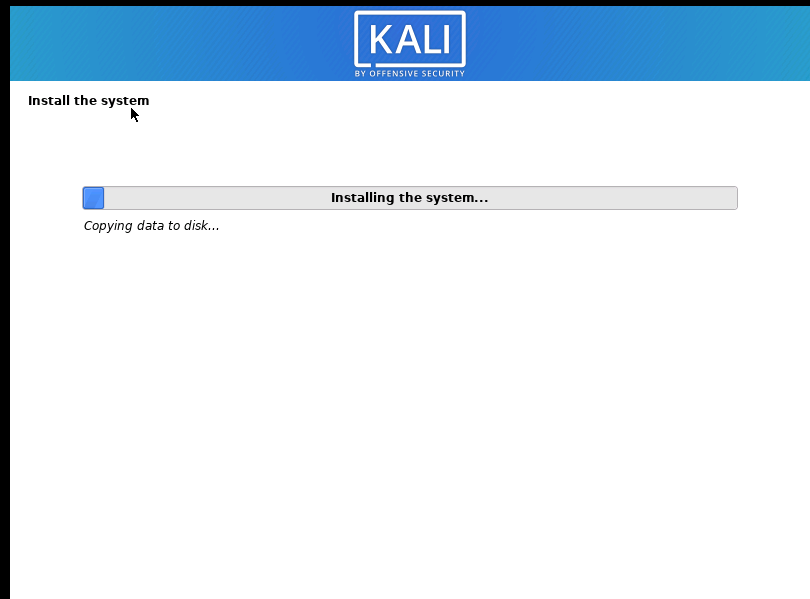 KALI
BY OFFENSIVE SECURITY
Install the system
Installing the system...
Copying data to disk...